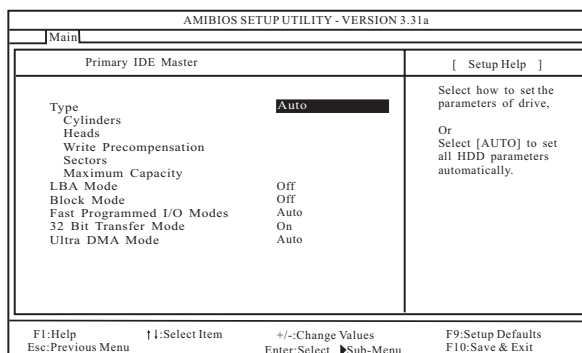 AMIBIOS SETUP UTILITY - VERSION 3.31a
Main
Primary IDE Master
[ Setup Help ]
Type Auto
Cylinders
Heads
Write Precompensation
Sectors
Maximum Capacity
LBA Mode Off
Block Mode Off
Fast Programmed I/O Modes Auto
32 Bit Transfer Mode On
Ultra DMA Mode Auto
Select how to set the
parameters of drive,
Or
Select [AUTO] to set
all HDD parameters
automatically.
F1:Help ↑↓:Select Item +/-:Change Values F9:Setup Defaults
Esc:Previous Menu Enter:Select ▶Sub-Menu F10:Save & Exit